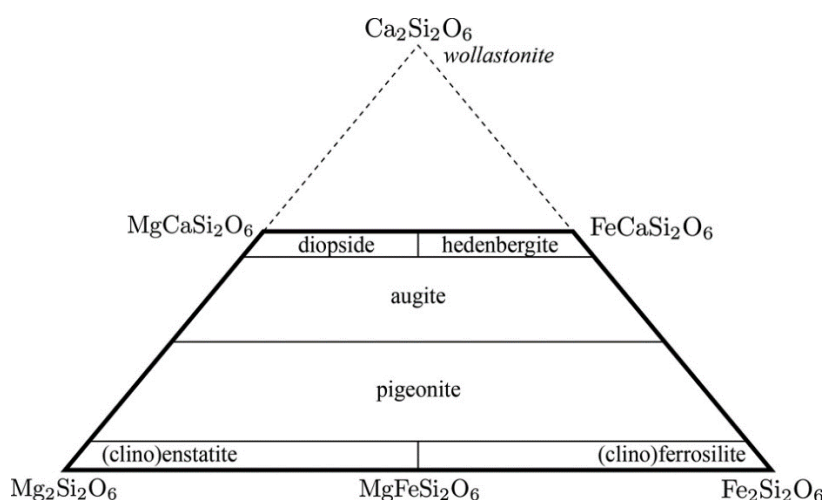 Ca₂Si₂O₆
wollastonite
MgCaSi₂O₆
FeCaSi₂O₆
diopside
hedenbergite
augite
pigeonite
(clino)enstatite
(clino)ferrosilite
Mg₂Si₂O₆
MgFeSi₂O₆
Fe₂Si₂O₆